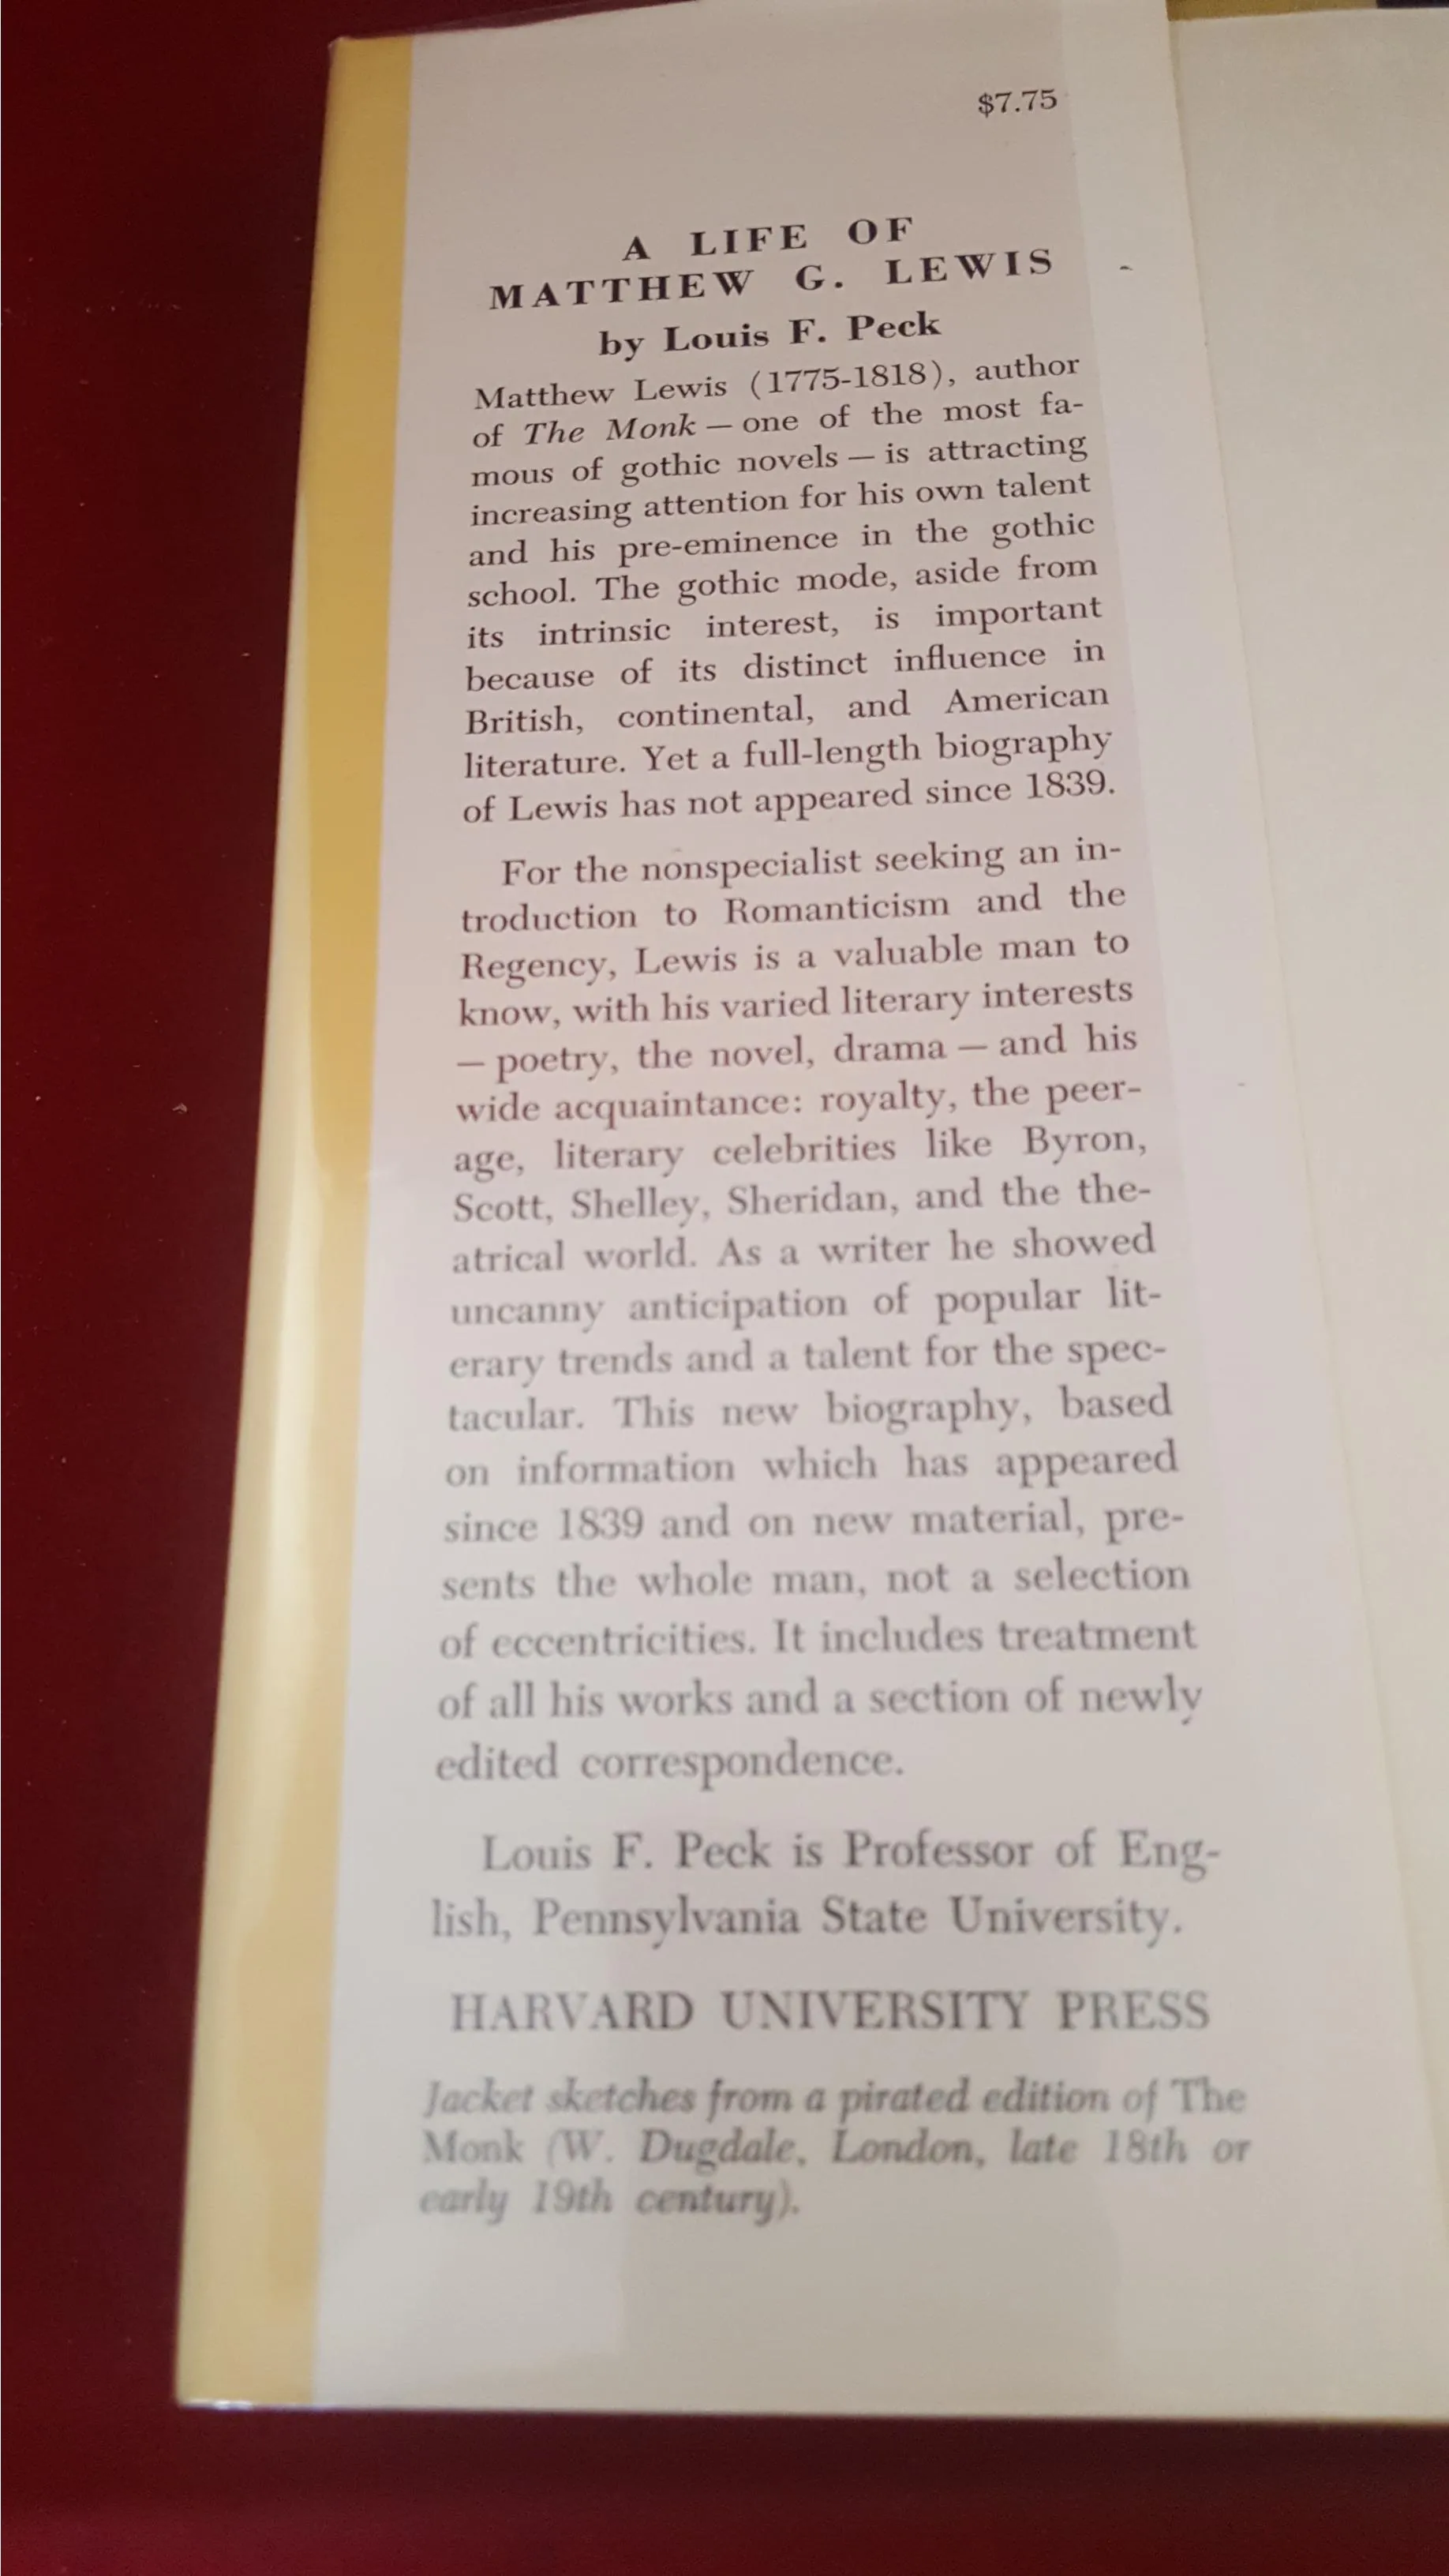 $7.75
A LIFE OF
MATTHEW G. LEWIS
by Louis F. Peck
Matthew Lewis (1775-1818), author
of The Monk — one of the most fa-
mous of gothic novels — is attracting
increasing attention for his own talent
and his pre-eminence in the gothic
school. The gothic mode, aside from
its intrinsic interest, is important
because of its distinct influence in
British, continental, and American
literature. Yet a full-length biography
of Lewis has not appeared since 1839.
For the nonspecialist seeking an in-
troduction to Romanticism and the
Regency, Lewis is a valuable man to
know, with his varied literary interests
— poetry, the novel, drama — and his
wide acquaintance: royalty, the peer-
age, literary celebrities like Byron,
Scott, Shelley, Sheridan, and the the-
atrical world. As a writer he showed
uncanny anticipation of popular lit-
erary trends and a talent for the spec-
tacular. This new biography, based
on information which has appeared
since 1839 and on new material, pre-
sents the whole man, not a selection
of eccentricities. It includes treatment
of all his works and a section of newly
edited correspondence.
Louis F. Peck is Professor of Eng-
lish, Pennsylvania State University.
HARVARD UNIVERSITY PRESS
Jacket sketches from a pirated edition of The
Monk (W. Dugdale, London, late 18th or
early 19th century).